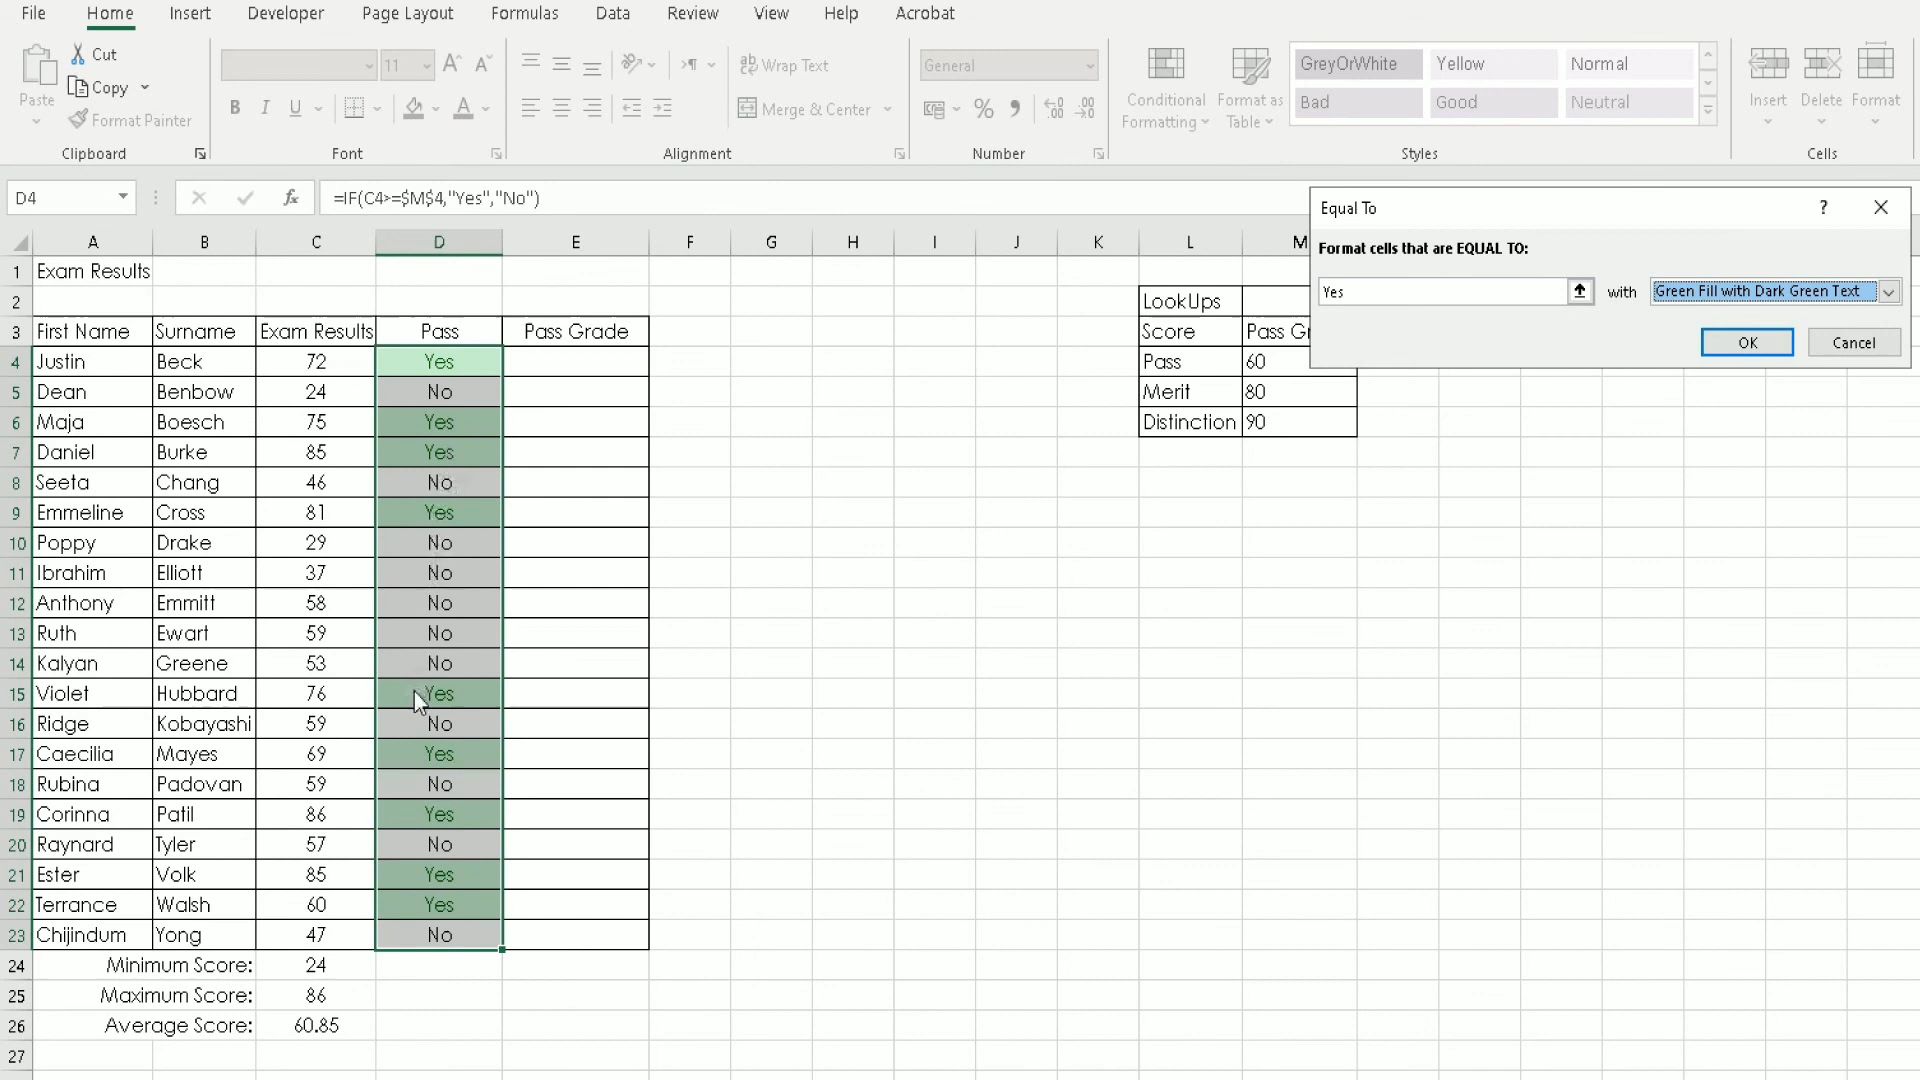 File Home Insert Developer Page Layout Formulas Data Review View Help Acrobat
Cut
Copy
Format Painter
Paste
Clipboard
11
B I U
Font
Wrap Text
Merge & Center
Alignment
General
Number
Conditional Formatting
Format as Table
GreyOrWhite Yellow Normal
Bad Good Neutral
Styles
Insert Delete Format
Cells
D4 fx =IF(C4>=$M$4,"Yes","No")
Equal To ?
Format cells that are EQUAL TO:
Yes with Green Fill with Dark Green Text
OK Cancel
A B C D E F G H I J K L M
1 Exam Results
2 LookUps
3 First Name Surname Exam Results Pass Pass Grade Score Pass Gr
4 Justin Beck 72 Yes Pass 60
5 Dean Benbow 24 No Merit 80
6 Maja Boesch 75 Yes Distinction 90
7 Daniel Burke 85 Yes
8 Seeta Chang 46 No
9 Emmeline Cross 81 Yes
10 Poppy Drake 29 No
11 Ibrahim Elliott 37 No
12 Anthony Emmitt 58 No
13 Ruth Ewart 59 No
14 Kalyan Greene 53 No
15 Violet Hubbard 76 Yes
16 Ridge Kobayashi 59 No
17 Caecilia Mayes 69 Yes
18 Rubina Padovan 59 No
19 Corinna Patil 86 Yes
20 Raynard Tyler 57 No
21 Ester Volk 85 Yes
22 Terrance Walsh 60 Yes
23 Chijindum Yong 47 No
24 Minimum Score: 24
25 Maximum Score: 86
26 Average Score: 60.85
27